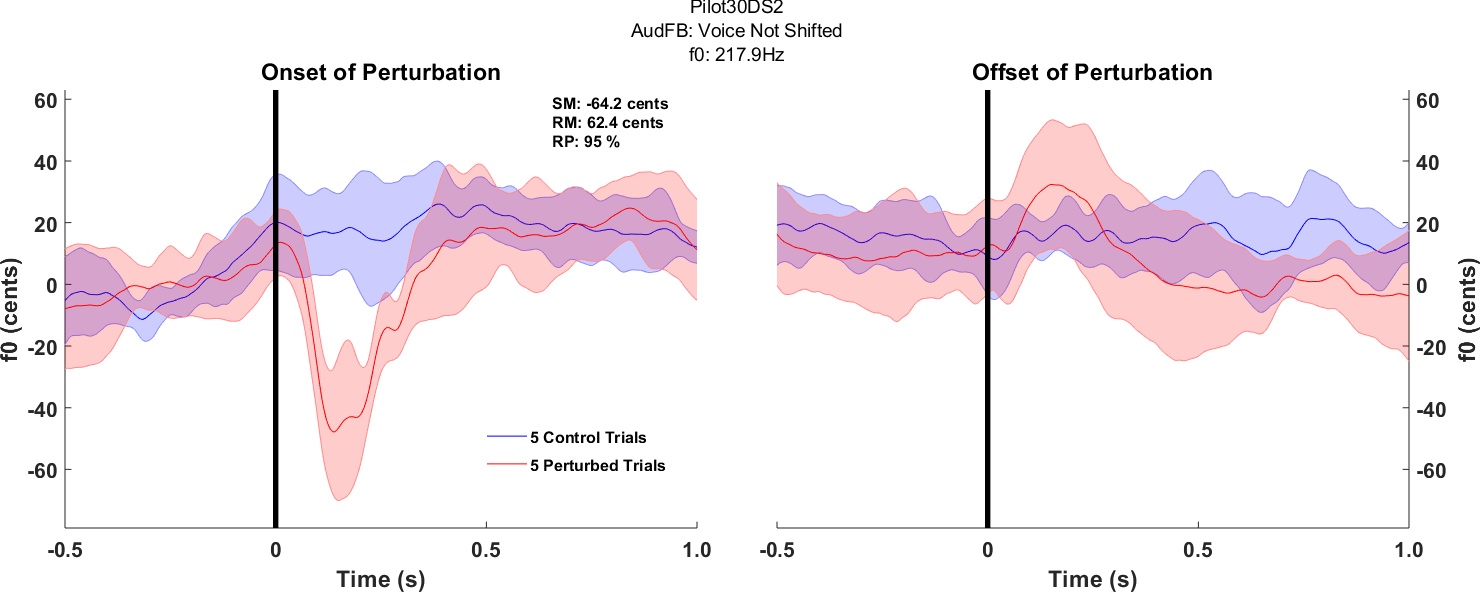 Pilot30DS2
AudFB: Voice Not Shifted
f0: 217.9Hz
Onset of Perturbation
SM: -64.2 cents
RM: 62.4 cents
RP: 95 %
5 Control Trials
5 Perturbed Trials
60
40
20
0
-20
-40
-60
f0 (cents)
-0.5
0
0.5
1.0
Time (s)
Offset of Perturbation
60
40
20
0
-20
-40
-60
f0 (cents)
-0.5
0
0.5
1.0
Time (s)